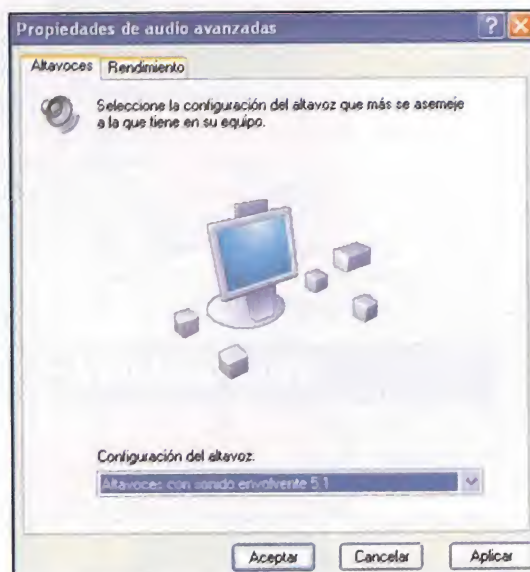 Propiedades de audio avanzadas
Altavoces Rendimiento
Seleccione la configuración del altavoz que más se asemeje
a la que tiene en su equipo.
Configuración del altavoz:
Altavoces con sonido envolvente 5.1
Aceptar Cancelar Aplicar